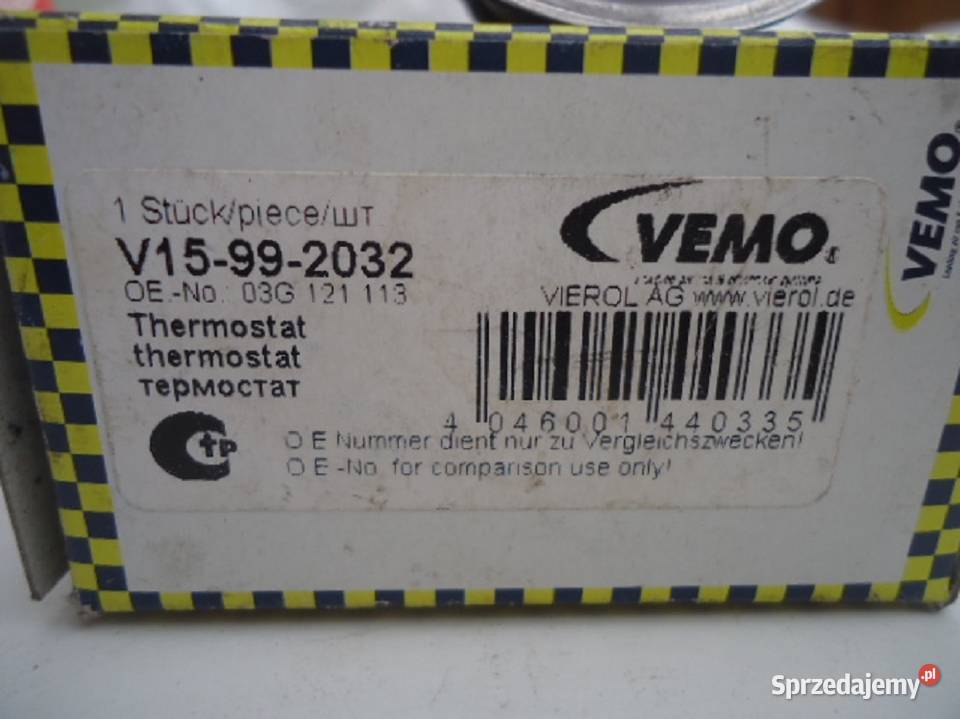 1 Stück/piece/шт
V15-99-2032
OE.-No.: 03G 121 113
Thermostat
thermostat
термостат
VEMO®
VIEROL AG www.vierol.de
4 046001 440335
O E Nummer dient nur zu Vergleichszwecken!
O E -No. for comparison use only!
VEMO®
Sprzedajemy.pl